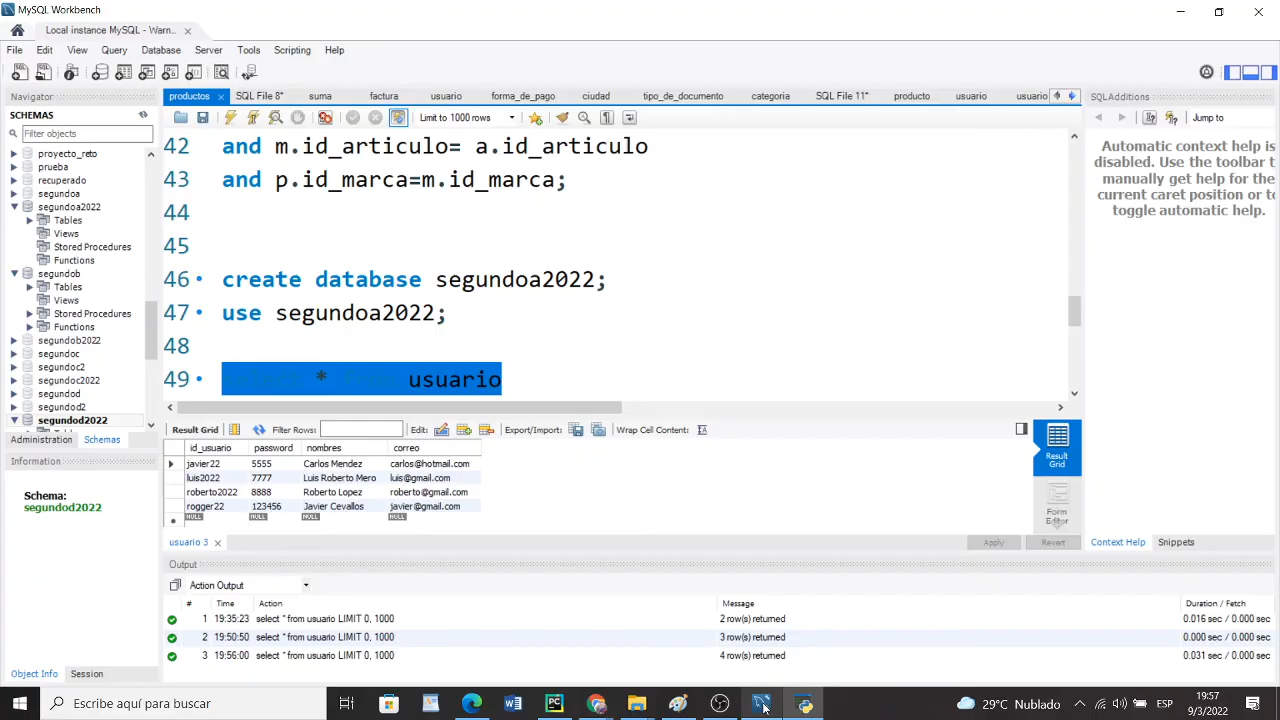 MySQL Workbench
Local instance MySQL - Warn...
File Edit View Query Database Server Tools Scripting Help
Navigator
SCHEMAS
Filter objects
proyecto_reto
prueba
recuperado
segundoa
segundoa2022
Tables
Views
Stored Procedures
Functions
segundob
Tables
Views
Stored Procedures
Functions
segundob2022
segundoc
segundoc2
segundoc2022
segundod
segundod2
segundod2022
Administration Schemas
Information
Schema:
segundod2022
Object Info Session
productos SQL File 8* suma factura usuario forma_de_pago ciudad tipo_de_documento categoria SQL File 11* producto usuario usuario
Limit to 1000 rows
42 and m.id_articulo= a.id_articulo
43 and p.id_marca=m.id_marca;
44
45
46 create database segundoa2022;
47 use segundoa2022;
48
49 select * from usuario
Result Grid Filter Rows: Edit: Export/Import: Wrap Cell Content:
id_usuario password nombres correo
javier22 5555 Carlos Mendez carlos@hotmail.com
luis2022 7777 Luis Roberto Mero luis@gmail.com
roberto2022 8888 Roberto Lopez roberto@gmail.com
rogger22 123456 Javier Cevallos javier@gmail.com
NULL NULL NULL NULL
Result
Grid
Form
Editor
usuario 3
Apply Revert
Output
Action Output
# Time Action Message Duration / Fetch
1 19:35:23 select * from usuario LIMIT 0, 1000 2 row(s) returned 0.016 sec / 0.000 sec
2 19:50:50 select * from usuario LIMIT 0, 1000 3 row(s) returned 0.000 sec / 0.000 sec
3 19:56:00 select * from usuario LIMIT 0, 1000 4 row(s) returned 0.031 sec / 0.000 sec
SQLAdditions
Jump to
Automatic context help is
disabled. Use the toolbar t
manually get help for the
current caret position or to
toggle automatic help.
Context Help Snippets
Escribe aquí para buscar
29°C Nublado
ESP
19:57
9/3/2022